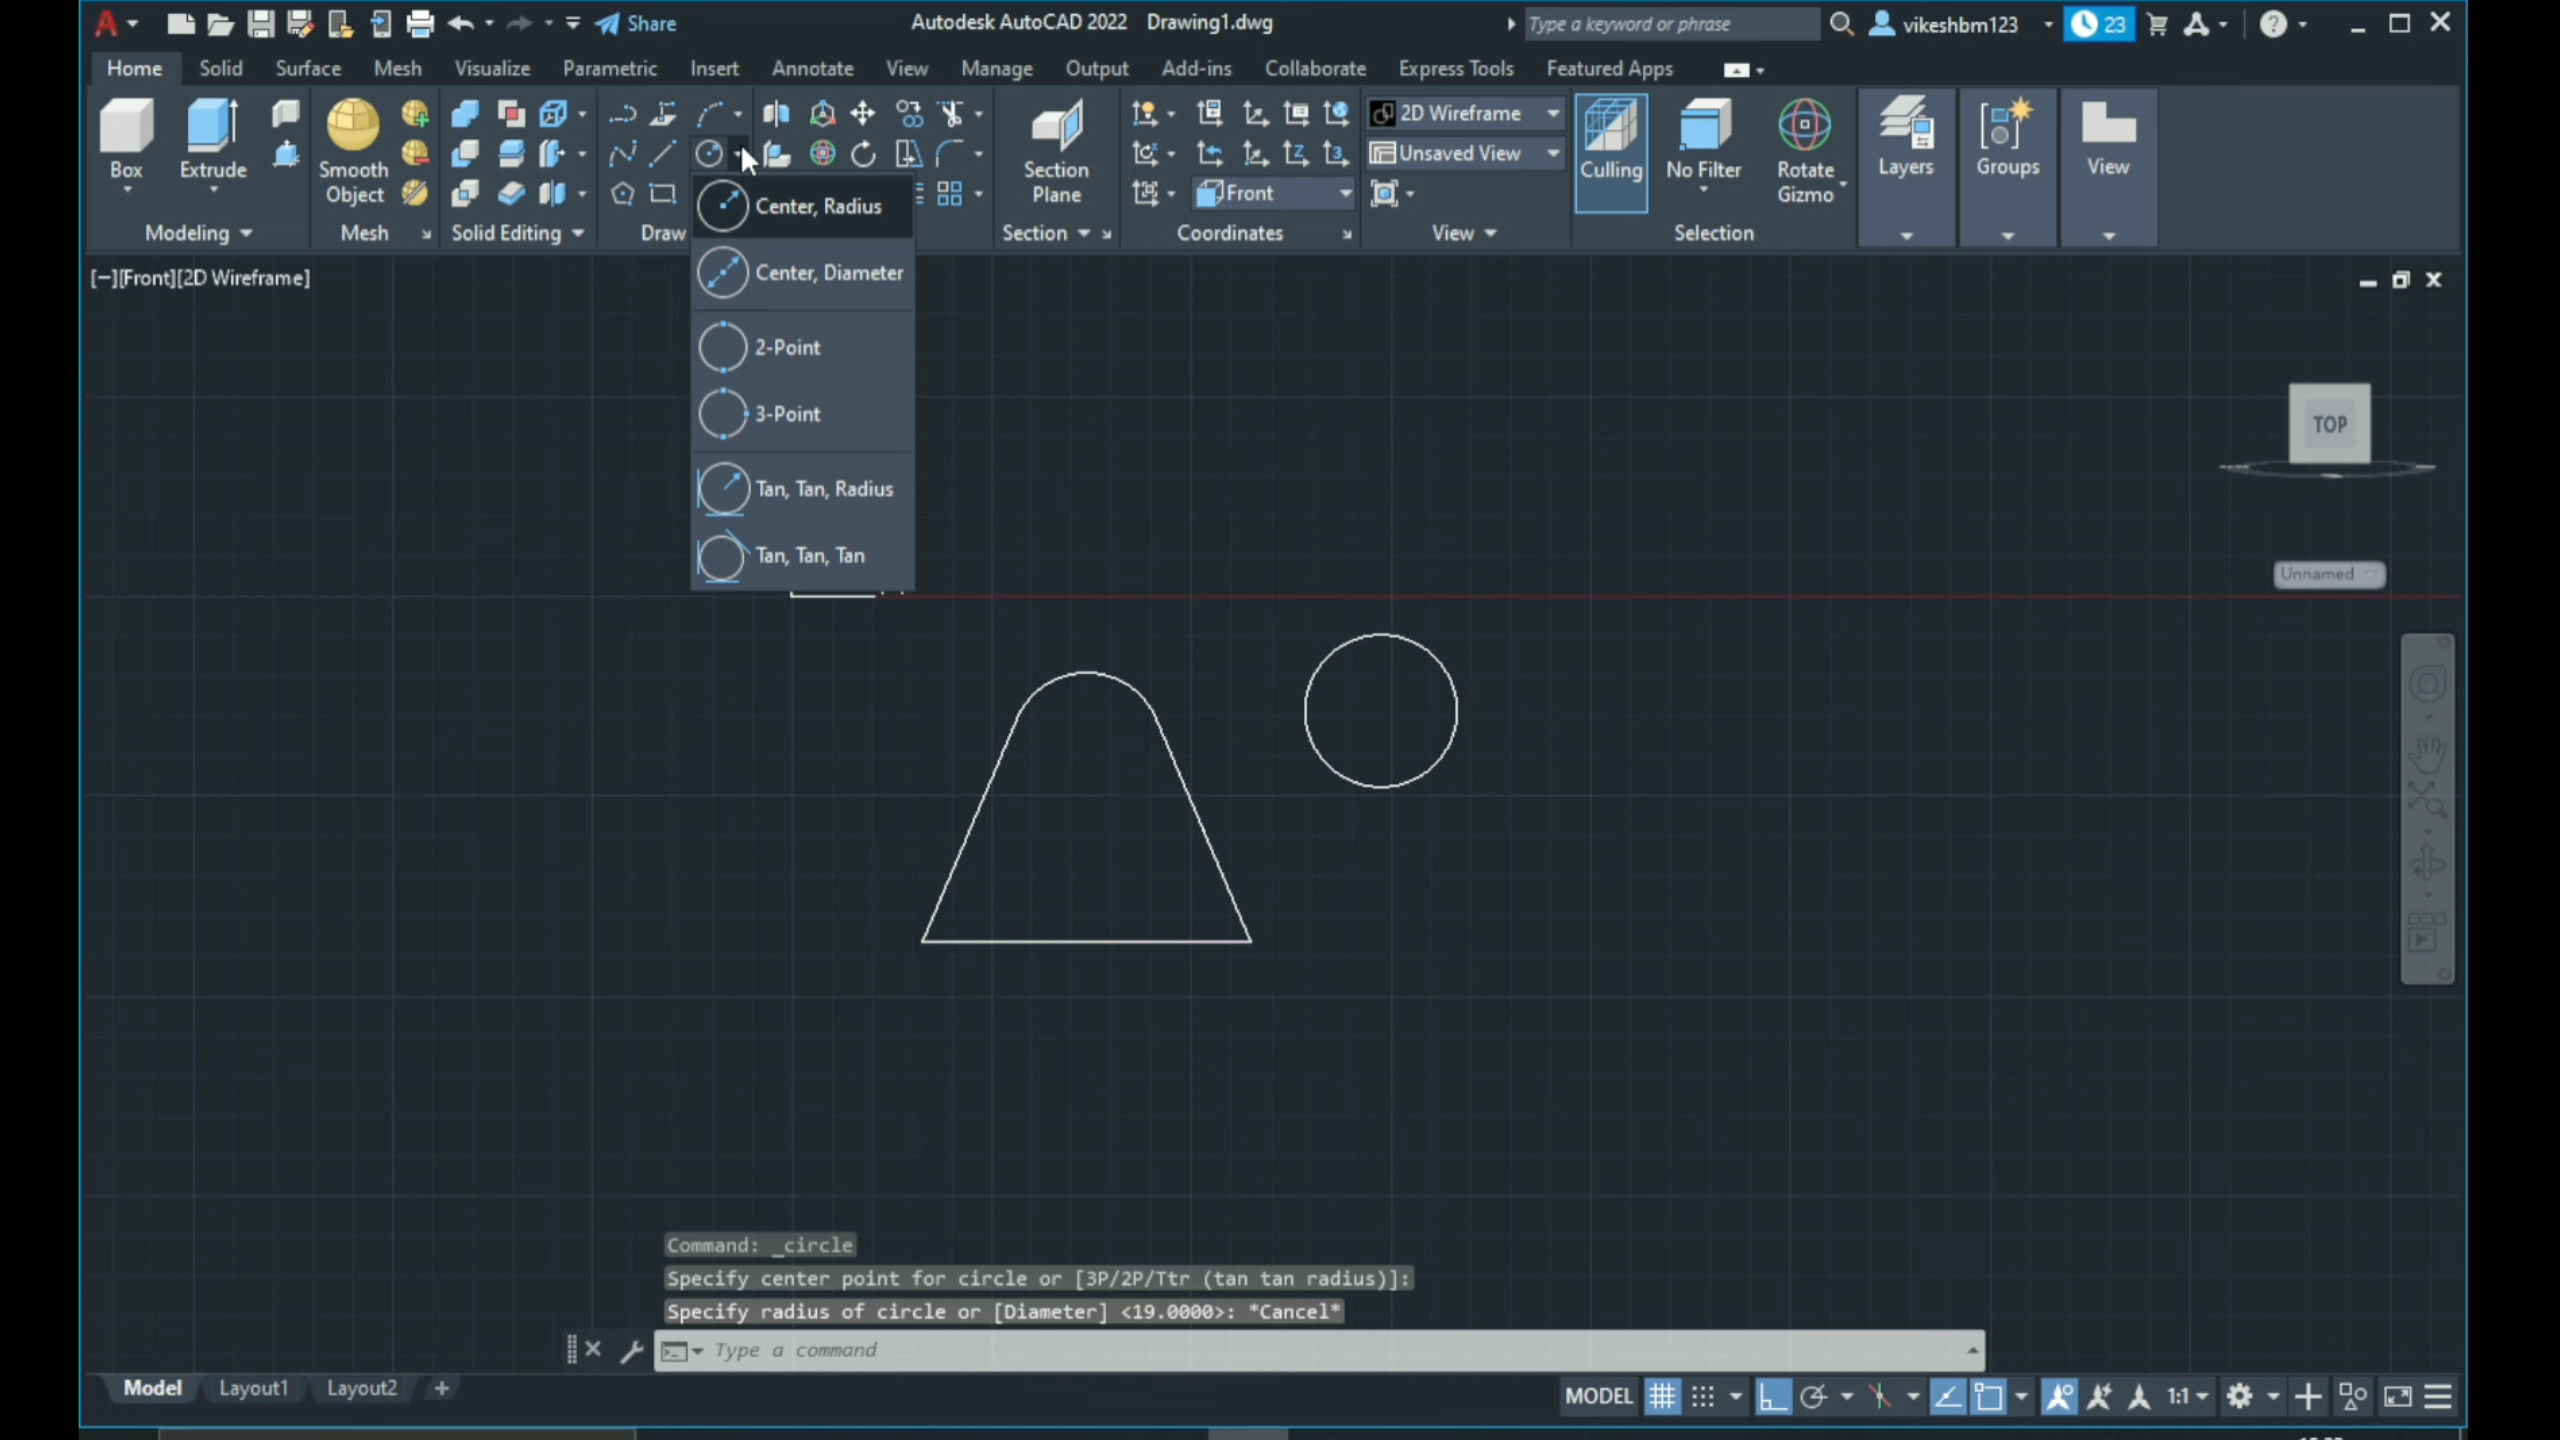 Share
Autodesk AutoCAD 2022 Drawing1.dwg
Type a keyword or phrase
vikeshbm123
23
Home Solid Surface Mesh Visualize Parametric Insert Annotate View Manage Output Add-ins Collaborate Express Tools Featured Apps
Box
Extrude
Smooth Object
Section Plane
2D Wireframe
Unsaved View
Front
Culling
No Filter
Rotate Gizmo
Layers
Groups
View
Modeling
Mesh
Solid Editing
Draw
Section
Coordinates
View
Selection
Center, Radius
Center, Diameter
2-Point
3-Point
Tan, Tan, Radius
Tan, Tan, Tan
[−][Front][2D Wireframe]
TOP
Unnamed
Command: _circle
Specify center point for circle or [3P/2P/Ttr (tan tan radius)]:
Specify radius of circle or [Diameter] <19.0000>: *Cancel*
Type a command
Model Layout1 Layout2 +
MODEL
1:1